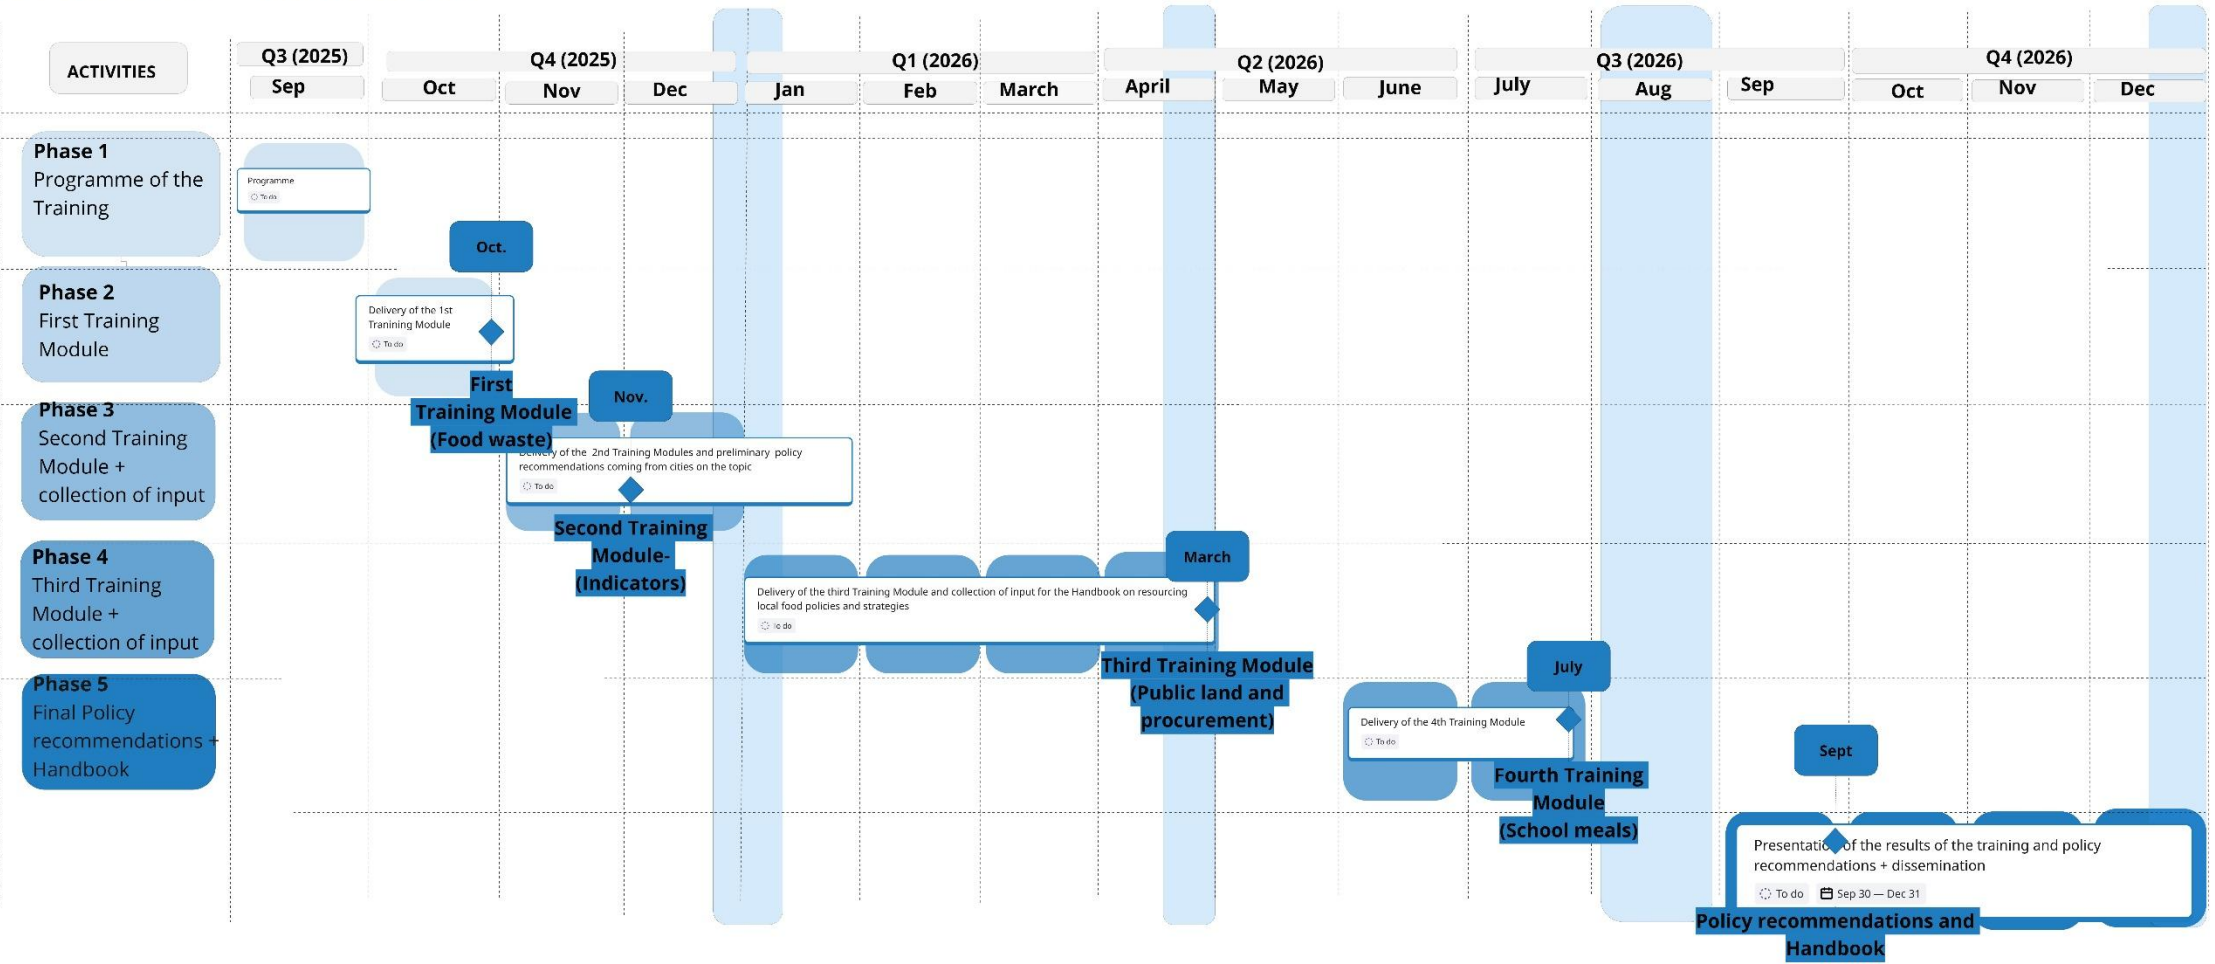 ACTIVITIES
Q3 (2025)
Q4 (2025)
Q1 (2026)
Q2 (2026)
Q3 (2026)
Q4 (2026)
Sep
Oct
Nov
Dec
Jan
Feb
March
April
May
June
July
Aug
Sep
Oct
Nov
Dec
Phase 1
Programme of the
Training
Programme
To do
Oct.
Phase 2
First Training
Module
Delivery of the 1st
Tranining Module
To do
First
Training Module
(Food waste)
Nov.
Phase 3
Second Training
Module +
collection of input
Delivery of the 2nd Training Modules and preliminary policy
recommendations coming from cities on the topic
To do
Second Training
Module-
(Indicators)
March
Phase 4
Third Training
Module +
collection of input
Delivery of the third Training Module and collection of input for the Handbook on resourcing
local food policies and strategies
To do
Third Training Module
(Public land and
procurement)
July
Phase 5
Final Policy
recommendations +
Handbook
Delivery of the 4th Training Module
To do
Fourth Training
Module
(School meals)
Sept
Presentation of the results of the training and policy
recommendations + dissemination
To do
Sep 30 — Dec 31
Policy recommendations and
Handbook